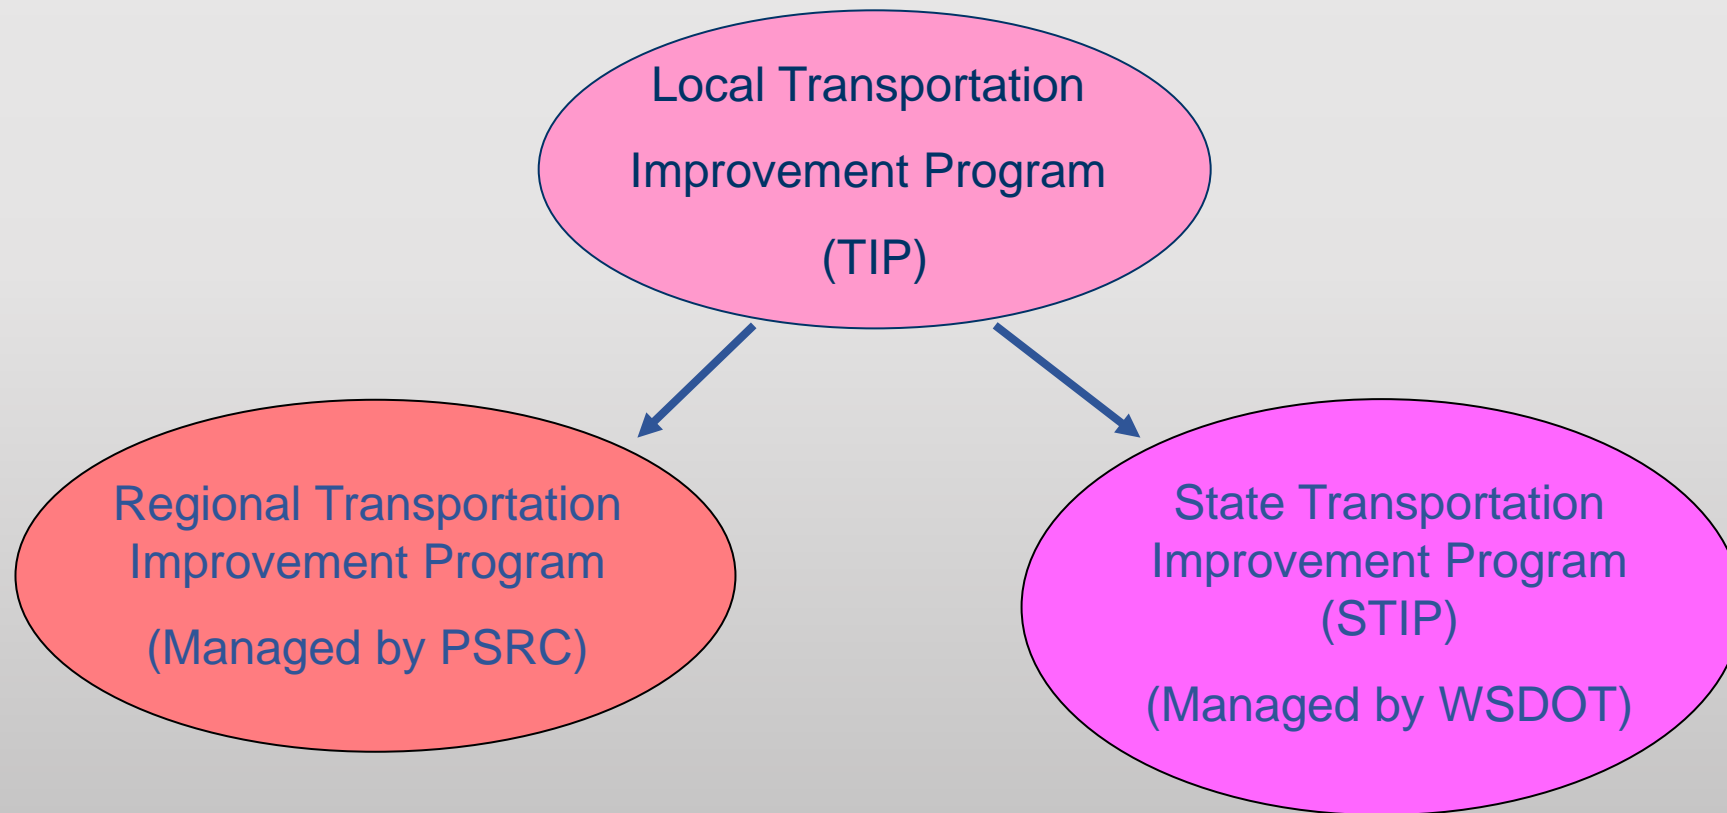 Local Transportation
Improvement Program
(TIP)
Regional Transportation
Improvement Program
(Managed by PSRC)
State Transportation
Improvement Program
(STIP)
(Managed by WSDOT)